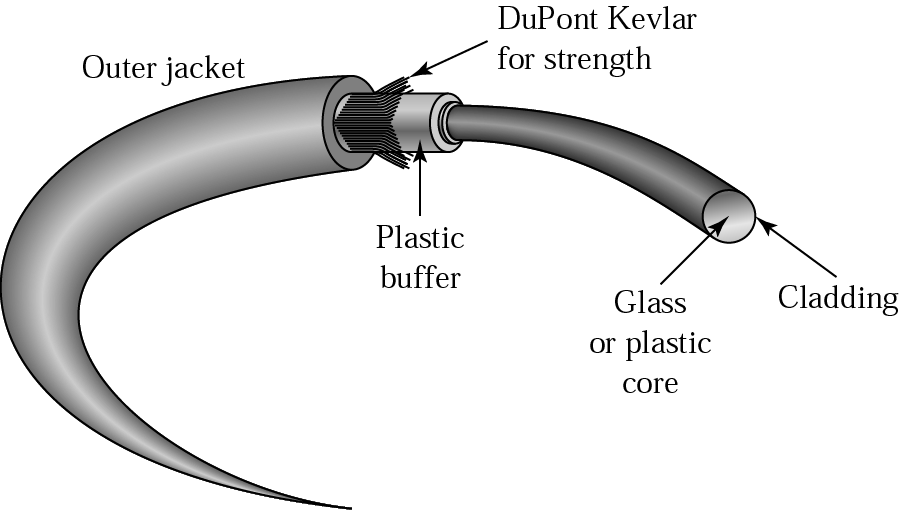 DuPont Kevlar
for strength
Outer jacket
Plastic
buffer
Glass
or plastic
core
Cladding